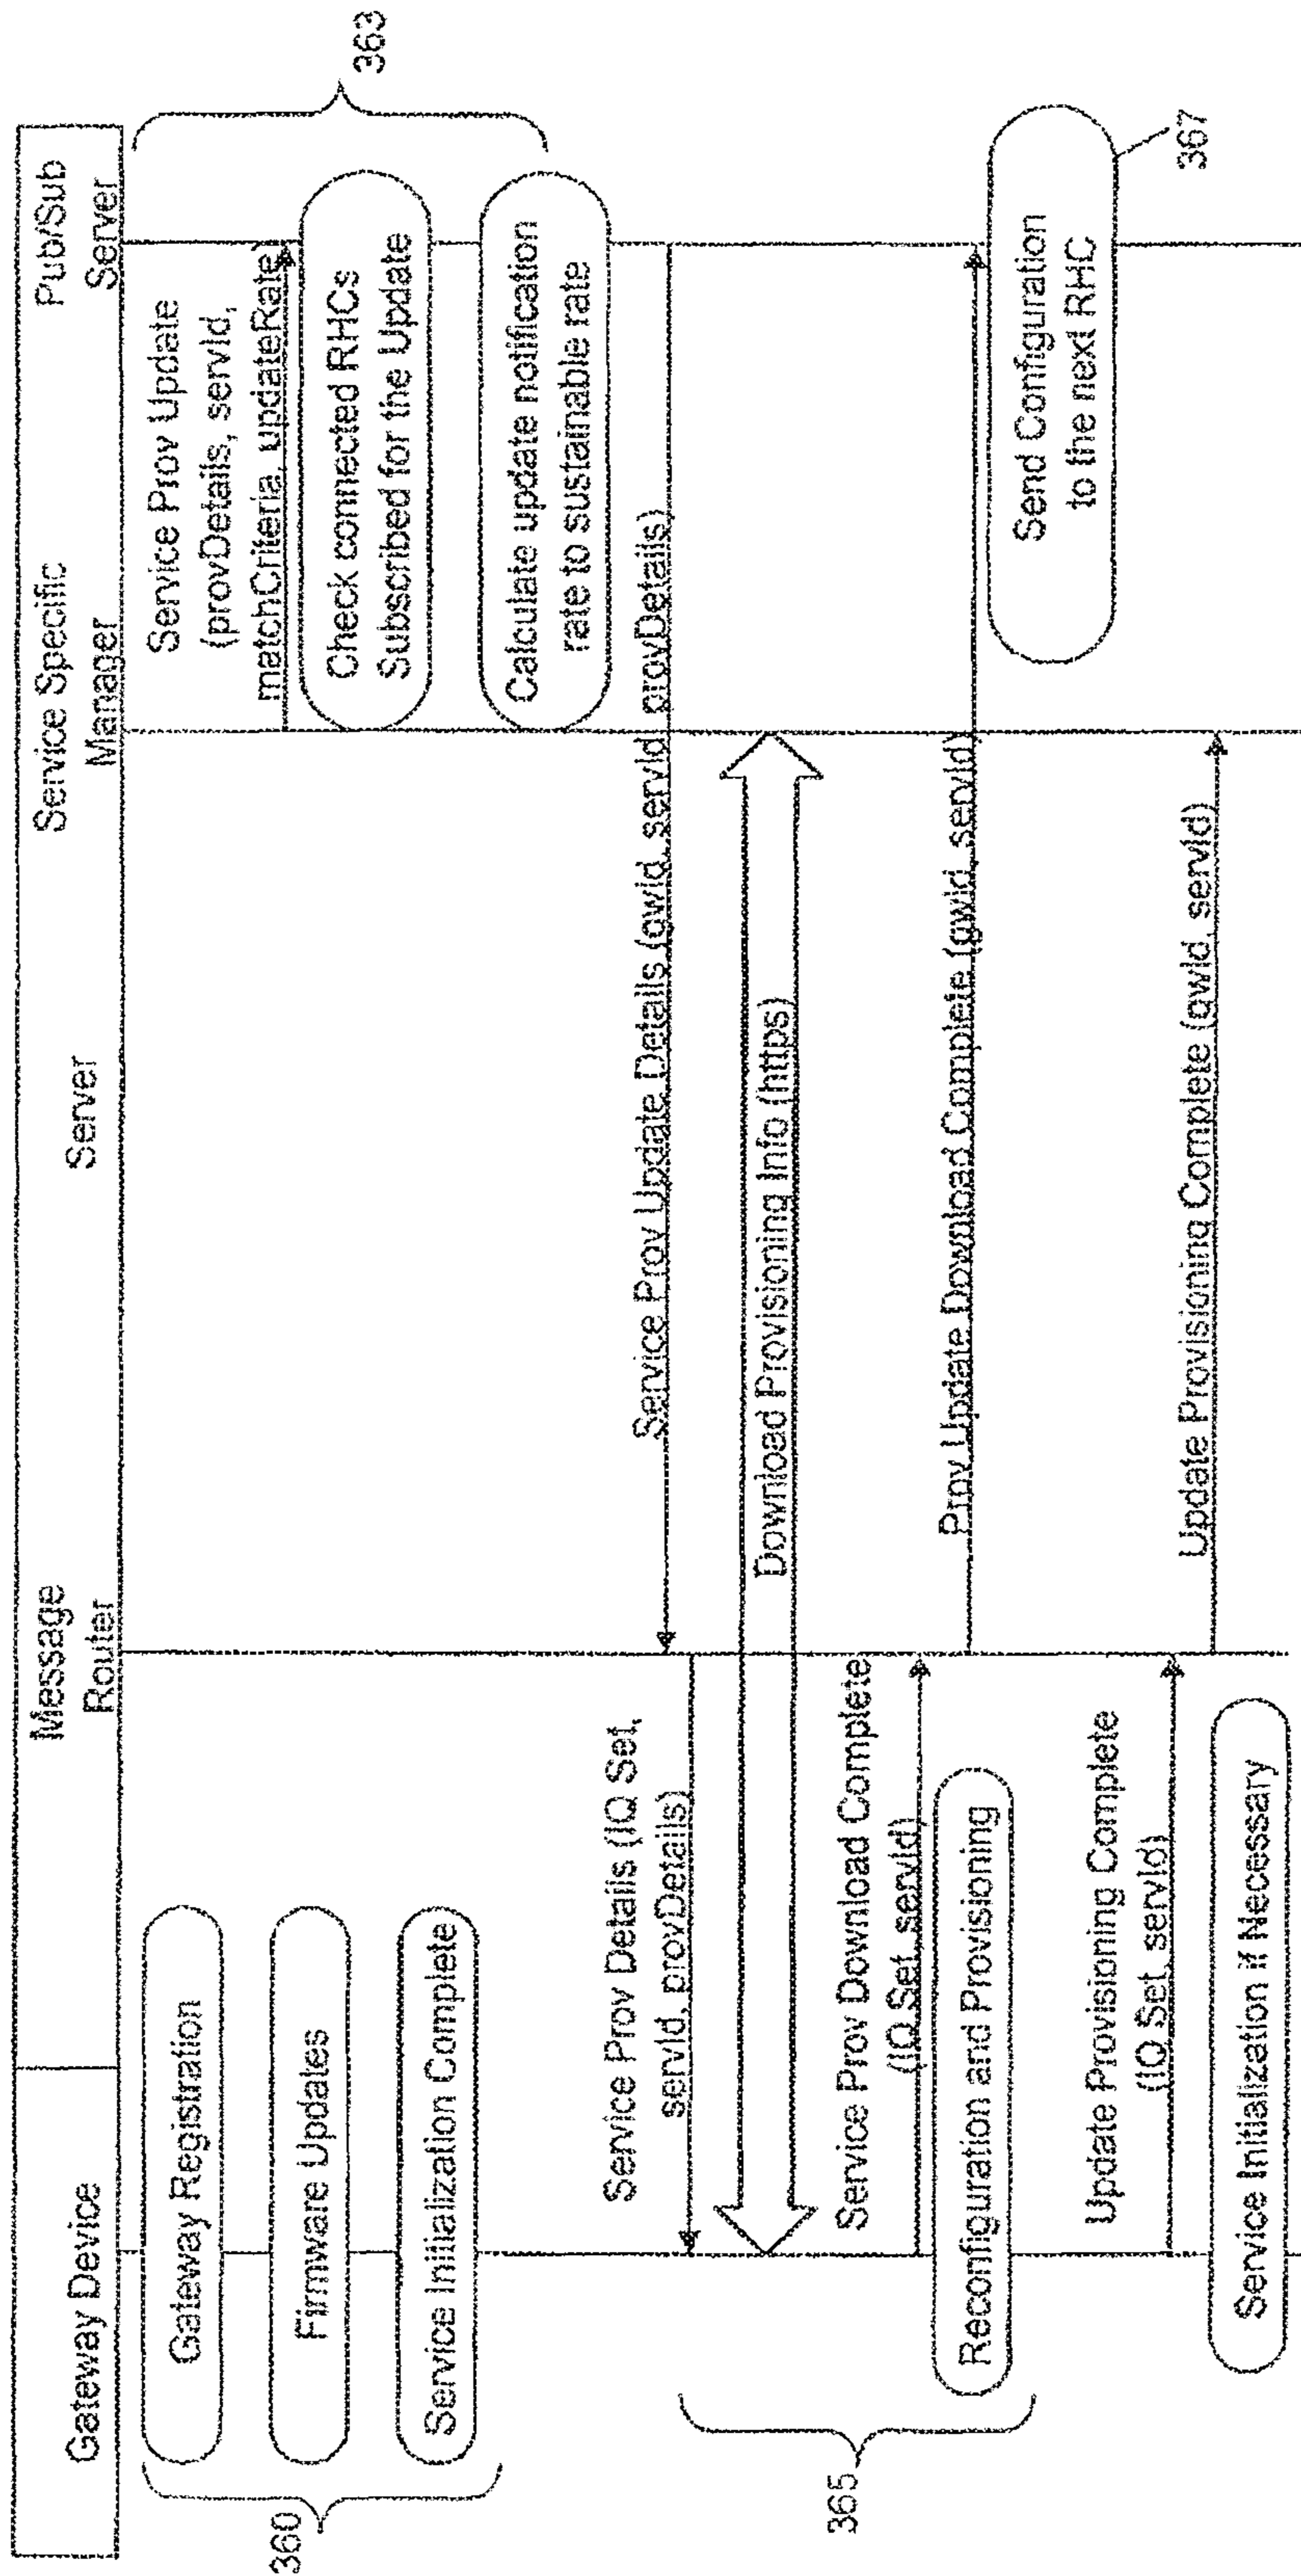 Gateway Device
Message
Router
Server
Service Specific
Manager
Pub/Sub
Server
360
Gateway Registration
Firmware Updates
Service Initialization Complete
Service Prov Update
(provDetails, servId,
matchCriteria, updateRate)
363
Check connected RHCs
Subscribed for the Update
Calculate update notification
rate to sustainable rate
Service Prov Update Details (gwId, servId, provDetails)
Service Prov Details (IQ Set,
servId, provDetails)
365
Download Provisioning Info (https)
Service Prov Download Complete
(IQ Set, servId)
Prov Update Download Complete (gwId, servId)
Reconfiguration and Provisioning
Send Configuration
to the next RHC
367
Update Provisioning Complete
(IQ Set, servId)
Update Provisioning Complete (gwId, servId)
Service Initialization if Necessary